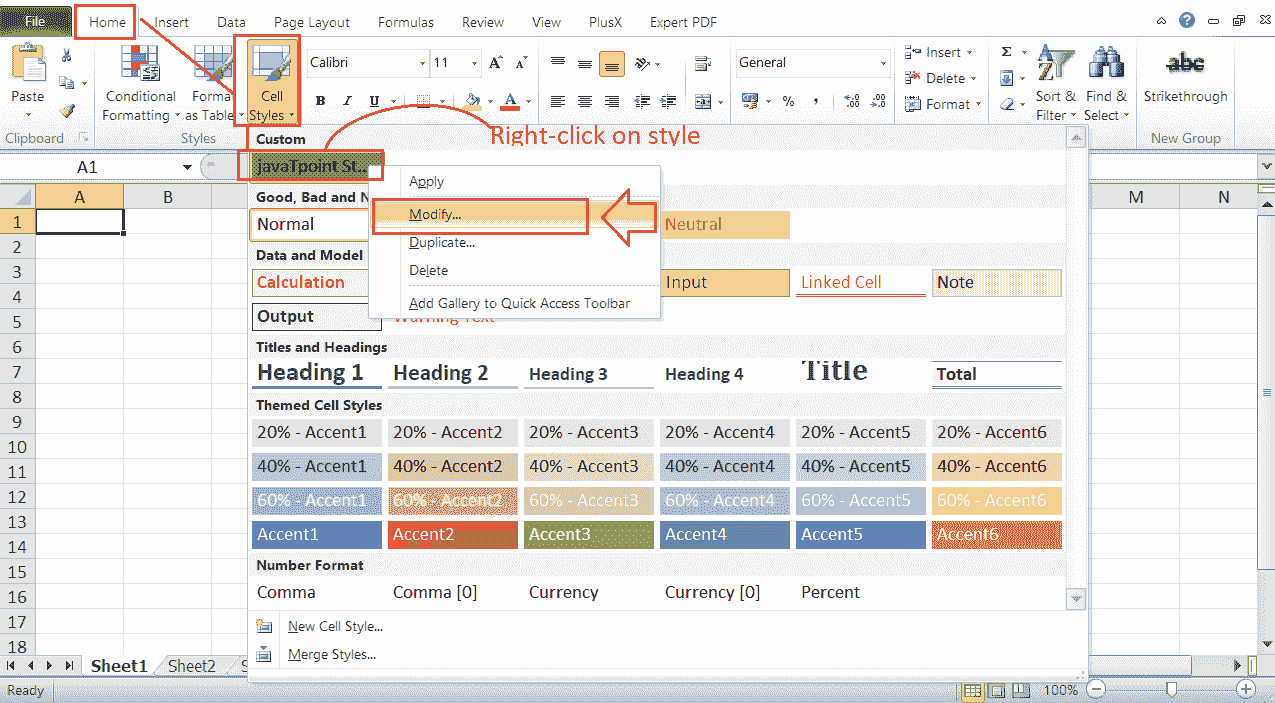 File Home Insert Data Page Layout Formulas Review View PlusX Expert PDF
Calibri 11 General Insert Σ
Paste Conditional Formatting Forma as Table Cell Styles B I U A % , Delete Format Sort & Filter Find & Select abc Strikethrough
Clipboard Styles New Group
Custom
Right-click on style
A1 javaTpoint St...
Apply
Good, Bad and N
A B M N
Modify...
Normal Neutral
Duplicate...
Data and Model
Delete
Calculation Input Linked Cell Note
Add Gallery to Quick Access Toolbar
Output Warning Text
Titles and Headings
Heading 1 Heading 2 Heading 3 Heading 4 Title Total
Themed Cell Styles
20% - Accent1 20% - Accent2 20% - Accent3 20% - Accent4 20% - Accent5 20% - Accent6
40% - Accent1 40% - Accent2 40% - Accent3 40% - Accent4 40% - Accent5 40% - Accent6
60% - Accent1 60% - Accent2 60% - Accent3 60% - Accent4 60% - Accent5 60% - Accent6
Accent1 Accent2 Accent3 Accent4 Accent5 Accent6
Number Format
Comma Comma [0] Currency Currency [0] Percent
New Cell Style...
Merge Styles...
1
2
3
4
5
6
7
8
9
10
11
12
13
14
15
16
17
18
Sheet1 Sheet2 S
Ready 100%